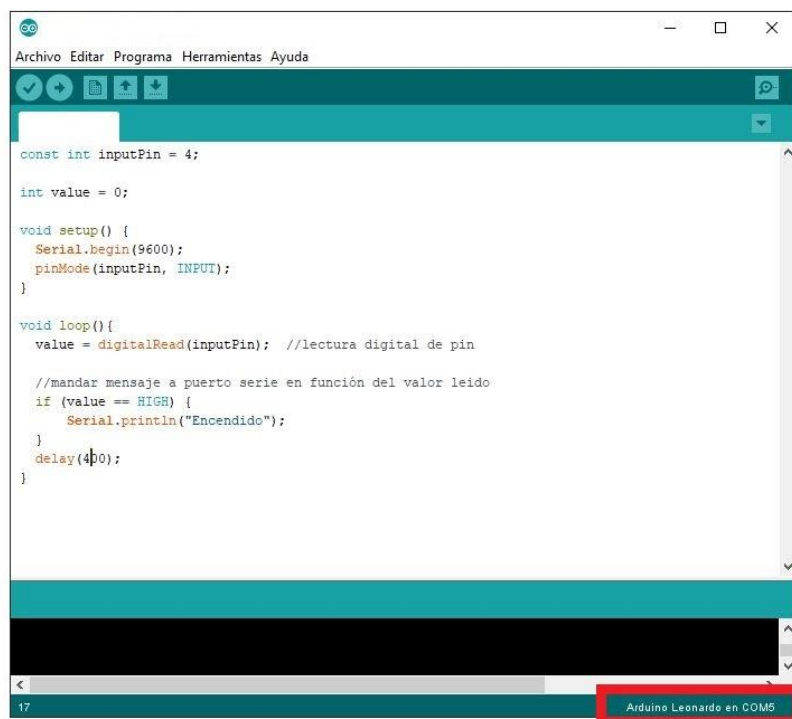 Archivo Editar Programa Herramientas Ayuda
const int inputPin = 4;
int value = 0;
void setup() {
Serial.begin(9600);
pinMode(inputPin, INPUT);
}
void loop(){
value = digitalRead(inputPin); //lectura digital de pin
//mandar mensaje a puerto serie en función del valor leido
if (value == HIGH) {
Serial.println("Encendido");
}
delay(400);
}
17
Arduino Leonardo en COM5